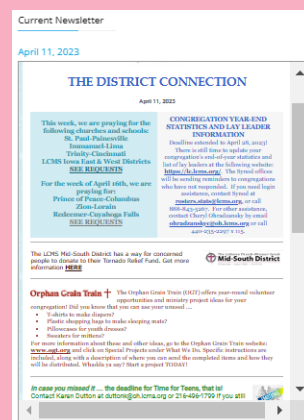 Current Newsletter
April 11, 2023
THE DISTRICT CONNECTION
April 11, 2023
This week, we are praying for the
following churches and schools:
St. Paul-Painesville
Immanuel-Lima
Trinity-Cincinnati
LCMS Iowa East & West Districts
SEE REQUESTS
For the week of April 16th, we are
praying for:
Prince of Peace-Columbus
Zion-Lorain
Redeemer-Cuyahoga Falls
SEE REQUESTS
CONGREGATION YEAR-END
STATISTICS AND LAY LEADER
INFORMATION
Deadline extended to April 28, 2023!
There is still time to update your
congregation's end-of-year statistics and
list of lay leaders at the following website:
https://lc.lcms.org/. The Synod offices
will be sending reminders to congregations
who have not responded. If you need login
assistance, contact Synod at
rosters.stats@lcms.org, or call
888-843-5267. For other assistance,
contact Cheryl Obradzansky by email
or call
The LCMS Mid-South District has a way for concerned
people to donate to their Tornado Relief Fund. Get more
information HERE
Mid-South District
Orphan Grain Train The Orphan Grain Train (OGT) offers year-round volunteer
opportunities and ministry project ideas for your
congregation! Did you know that you can use your unused ...
• T-shirts to make diapers?
• Plastic shopping bags to make sleeping mats?
• Pillowcases for youth dresses?
• Sweaters for mittens?
For more information about these and other ideas, go to the Orphan Grain Train website:
www.ogt.org and click on Special Projects under What We Do. Specific instructions are
included, along with a description of where you can send the completed items and how they
will be distributed. Whadda ya say? Start a project TODAY!
In case you missed it ... the deadline for Time for Teens, that is!
Contact Karen Dutton at duttonk@oh.lcms.org or 216-496-1799 if you still